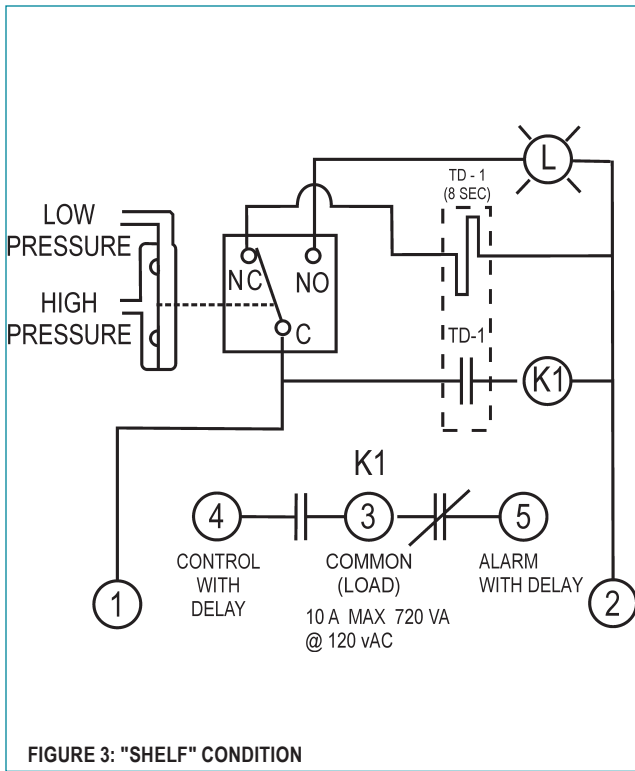 L
TD - 1
(8 SEC)
LOW
PRESSURE
NC
NO
HIGH
PRESSURE
C
TD-1
K1
K1
4
3
5
CONTROL
WITH
DELAY
COMMON
(LOAD)
ALARM
WITH DELAY
10 A MAX 720 VA
@ 120 vAC
1
2
FIGURE 3: "SHELF" CONDITION